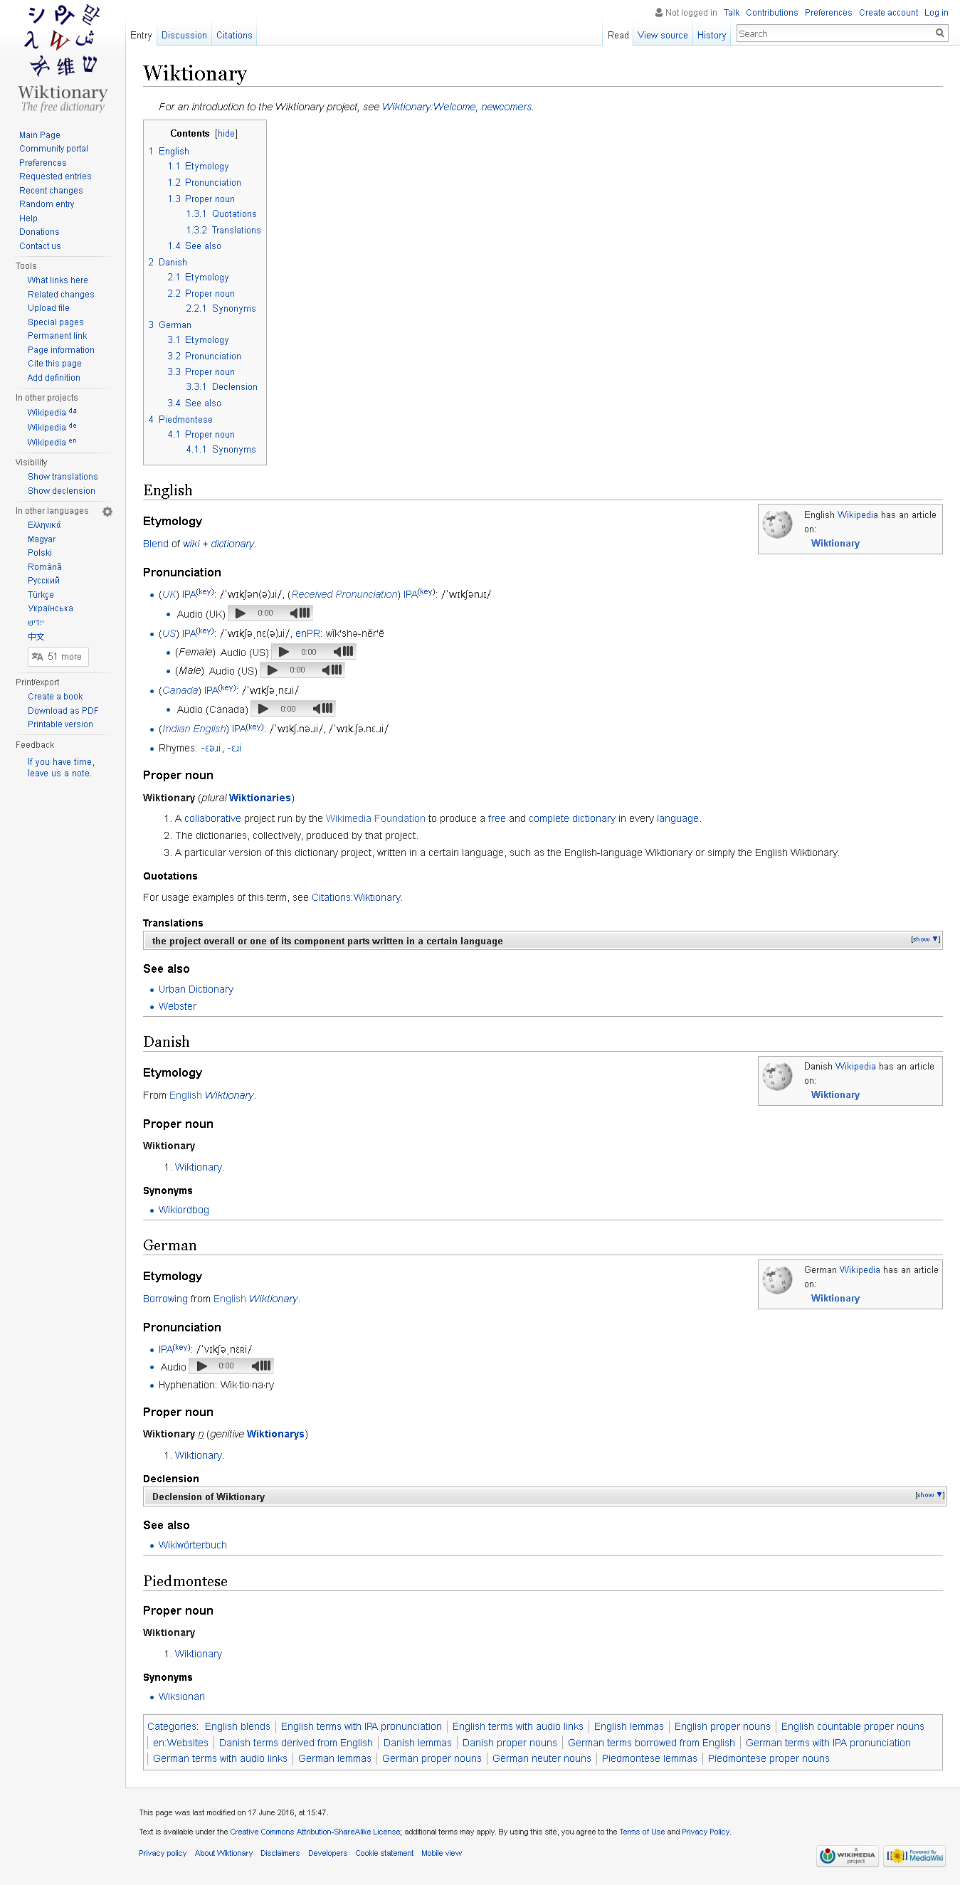 Not logged in Talk Contributions Preferences Create account Log in
Entry Discussion Citations Read View source History Search
Wiktionary
The free dictionary
Main Page
Community portal
Preferences
Requested entries
Recent changes
Random entry
Help
Donations
Contact us
Tools
What links here
Related changes
Upload file
Special pages
Permanent link
Page information
Cite this page
Add definition
In other projects
Wikipedia da
Wikipedia de
Wikipedia en
Visibility
Show translations
Show declension
In other languages
Ελληνικά
Magyar
Polski
Română
Русский
Türkçe
Українська
ייִדיש
中文
51 more
Print/export
Create a book
Download as PDF
Printable version
Feedback
If you have time,
leave us a note.
Wiktionary
For an introduction to the Wiktionary project, see Wiktionary:Welcome, newcomers.
Contents [hide]
1 English
1.1 Etymology
1.2 Pronunciation
1.3 Proper noun
1.3.1 Quotations
1.3.2 Translations
1.4 See also
2 Danish
2.1 Etymology
2.2 Proper noun
2.2.1 Synonyms
3 German
3.1 Etymology
3.2 Pronunciation
3.3 Proper noun
3.3.1 Declension
3.4 See also
4 Piedmontese
4.1 Proper noun
4.1.1 Synonyms
English
English Wikipedia has an article
on:
Wiktionary
Etymology
Blend of wiki + dictionary.
Pronunciation
(UK) IPA(key): /ˈwɪkʃən(ə)ɹi/, (Received Pronunciation) IPA(key): /ˈwɪkʃənɹɪ/
Audio (UK) 0:00
(US) IPA(key): /ˈwɪkʃəˌnɛ(ə)ɹi/, enPR: wĭk'shə-nĕr'ē
(Female) Audio (US) 0:00
(Male) Audio (US) 0:00
(Canada) IPA(key): /ˈwɪkʃəˌnɛɹi/
Audio (Canada) 0:00
(Indian English) IPA(key): /ˈwɪkʃ.nəɹi/, /ˈwɪk.ʃə.nɛ.ɹi/
Rhymes: -ɛəɹi, -ɛɹi
Proper noun
Wiktionary (plural Wiktionaries)
1. A collaborative project run by the Wikimedia Foundation to produce a free and complete dictionary in every language.
2. The dictionaries, collectively, produced by that project.
3. A particular version of this dictionary project, written in a certain language, such as the English-language Wiktionary or simply the English Wiktionary.
Quotations
For usage examples of this term, see Citations:Wiktionary.
Translations
the project overall or one of its component parts written in a certain language [show ▼]
See also
Urban Dictionary
Webster
Danish
Danish Wikipedia has an article
on:
Wiktionary
Etymology
From English Wiktionary.
Proper noun
Wiktionary
1. Wiktionary.
Synonyms
Wikiordbog
German
German Wikipedia has an article
on:
Wiktionary
Etymology
Borrowing from English Wiktionary.
Pronunciation
IPA(key): /ˈvɪkʃəˌnɛʀi/
Audio 0:00
Hyphenation: Wik·tio·na·ry
Proper noun
Wiktionary n (genitive Wiktionarys)
1. Wiktionary.
Declension
Declension of Wiktionary [show ▼]
See also
Wikiwörterbuch
Piedmontese
Proper noun
Wiktionary
1. Wiktionary
Synonyms
Wiksionari
Categories: English blends | English terms with IPA pronunciation | English terms with audio links | English lemmas | English proper nouns | English countable proper nouns
| en:Websites | Danish terms derived from English | Danish lemmas | Danish proper nouns | German terms borrowed from English | German terms with IPA pronunciation
| German terms with audio links | German lemmas | German proper nouns | German neuter nouns | Piedmontese lemmas | Piedmontese proper nouns
This page was last modified on 17 June 2016, at 15:47.
Text is available under the Creative Commons Attribution-ShareAlike License; additional terms may apply. By using this site, you agree to the Terms of Use and Privacy Policy.
Privacy policy About Wiktionary Disclaimers Developers Cookie statement Mobile view
A WIKIMEDIA project
Powered By MediaWiki